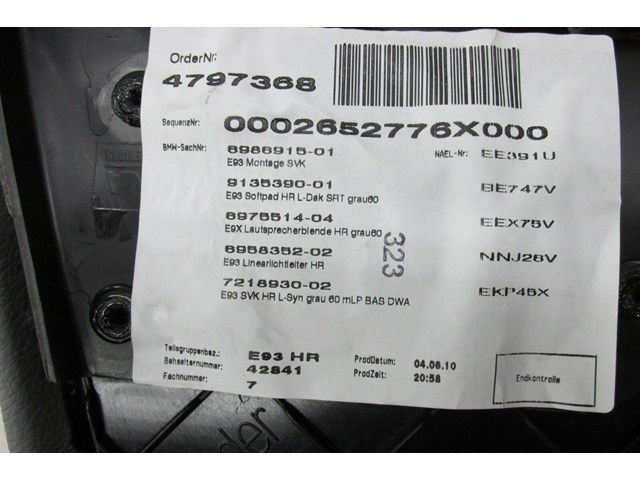 OrderNr:
4797368
SequenzNr: 0002652776X000
BMW-SachNr: 6986915-01 NAEL-Nr: EE391U
E93 Montage SVK
9135390-01 BE747V
E93 Softpad HR L-Dak SRT grau60
6975514-04 EEX75V
E9X Lautsprecherblende HR grau60
323
6958352-02 NNJ26V
E93 Linearlichtleiter HR
7218930-02 EKP45X
E93 SVK HR L-Syn grau 60 mLP BAS DWA
Teilegruppenbez.: E93 HR ProdDatum: 04.06.10
Behaelternummer: 42841 ProdZeit: 20:58
Fachnummer: 7
Endkontrolle